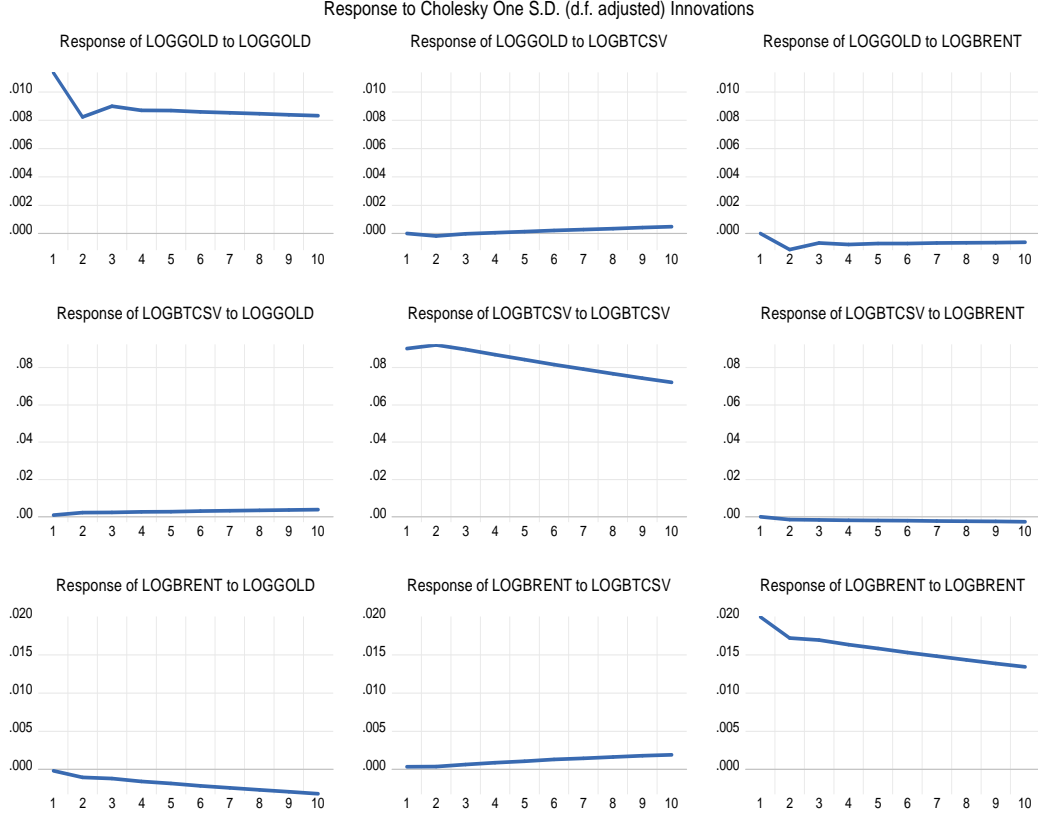 Response to Cholesky One S.D. (d.f. adjusted) Innovations
Response of LOGGOLD to LOGGOLD
.010
.008
.006
.004
.002
.000
1 2 3 4 5 6 7 8 9 10
Response of LOGGOLD to LOGBTCSV
.010
.008
.006
.004
.002
.000
1 2 3 4 5 6 7 8 9 10
Response of LOGGOLD to LOGBRENT
.010
.008
.006
.004
.002
.000
1 2 3 4 5 6 7 8 9 10
Response of LOGBTCSV to LOGGOLD
.08
.06
.04
.02
.00
1 2 3 4 5 6 7 8 9 10
Response of LOGBTCSV to LOGBTCSV
.08
.06
.04
.02
.00
1 2 3 4 5 6 7 8 9 10
Response of LOGBTCSV to LOGBRENT
.08
.06
.04
.02
.00
1 2 3 4 5 6 7 8 9 10
Response of LOGBRENT to LOGGOLD
.020
.015
.010
.005
.000
1 2 3 4 5 6 7 8 9 10
Response of LOGBRENT to LOGBTCSV
.020
.015
.010
.005
.000
1 2 3 4 5 6 7 8 9 10
Response of LOGBRENT to LOGBRENT
.020
.015
.010
.005
.000
1 2 3 4 5 6 7 8 9 10